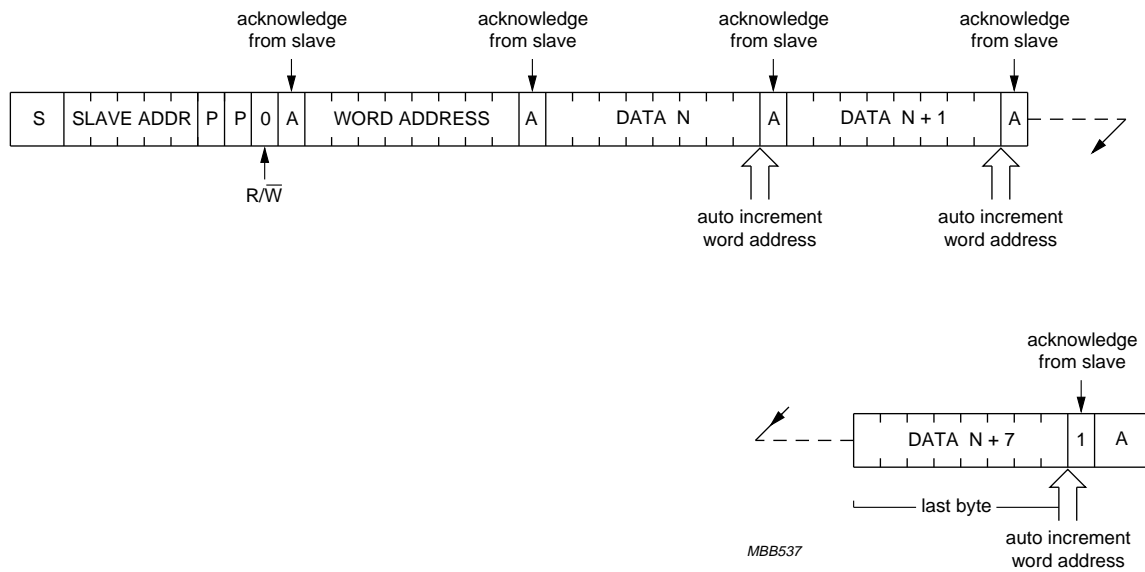 acknowledge acknowledge acknowledge acknowledge
from slave from slave from slave from slave
S SLAVE ADDR P P 0 A WORD ADDRESS A DATA N A DATA N + 1 A
R/W̅
auto increment auto increment
word address word address
acknowledge
from slave
DATA N + 7 1 A
last byte
auto increment
word address
MBB537